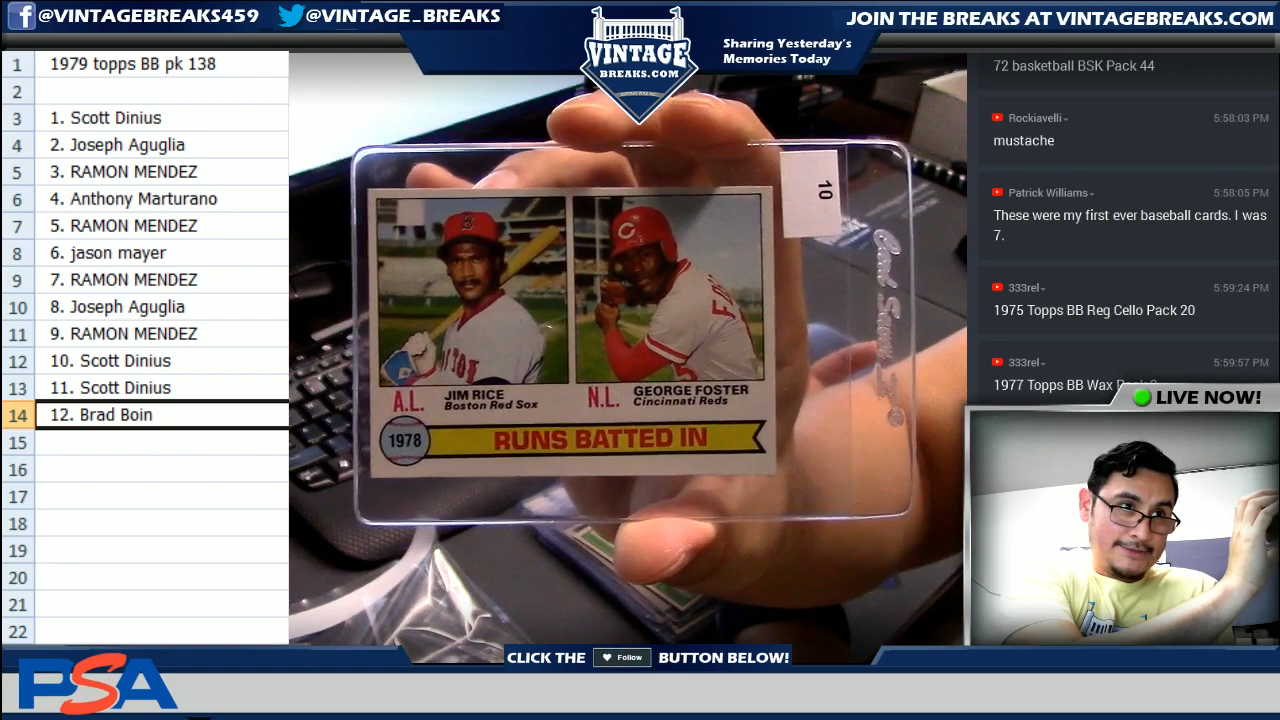 @VINTAGEBREAKS459 @VINTAGE_BREAKS
VINTAGE
BREAKS.COM
Sharing Yesterday's
Memories Today
JOIN THE BREAKS AT VINTAGEBREAKS.COM
1 1979 topps BB pk 138
2
3 1. Scott Dinius
4 2. Joseph Aguglia
5 3. RAMON MENDEZ
6 4. Anthony Marturano
7 5. RAMON MENDEZ
8 6. jason mayer
9 7. RAMON MENDEZ
10 8. Joseph Aguglia
11 9. RAMON MENDEZ
12 10. Scott Dinius
13 11. Scott Dinius
14 12. Brad Boin
15
16
17
18
19
20
21
22
10
B
C
A.L. JIM RICE
Boston Red Sox
N.L. GEORGE FOSTER
Cincinnati Reds
1978 RUNS BATTED IN
72 basketball BSK Pack 44
Rockiavelli 5:58:03 PM
mustache
Patrick Williams 5:58:05 PM
These were my first ever baseball cards. I was
7.
333rel 5:59:24 PM
1975 Topps BB Reg Cello Pack 20
333rel 5:59:57 PM
1977 Topps BB Wax
LIVE NOW!
CLICK THE Follow BUTTON BELOW!
PSA